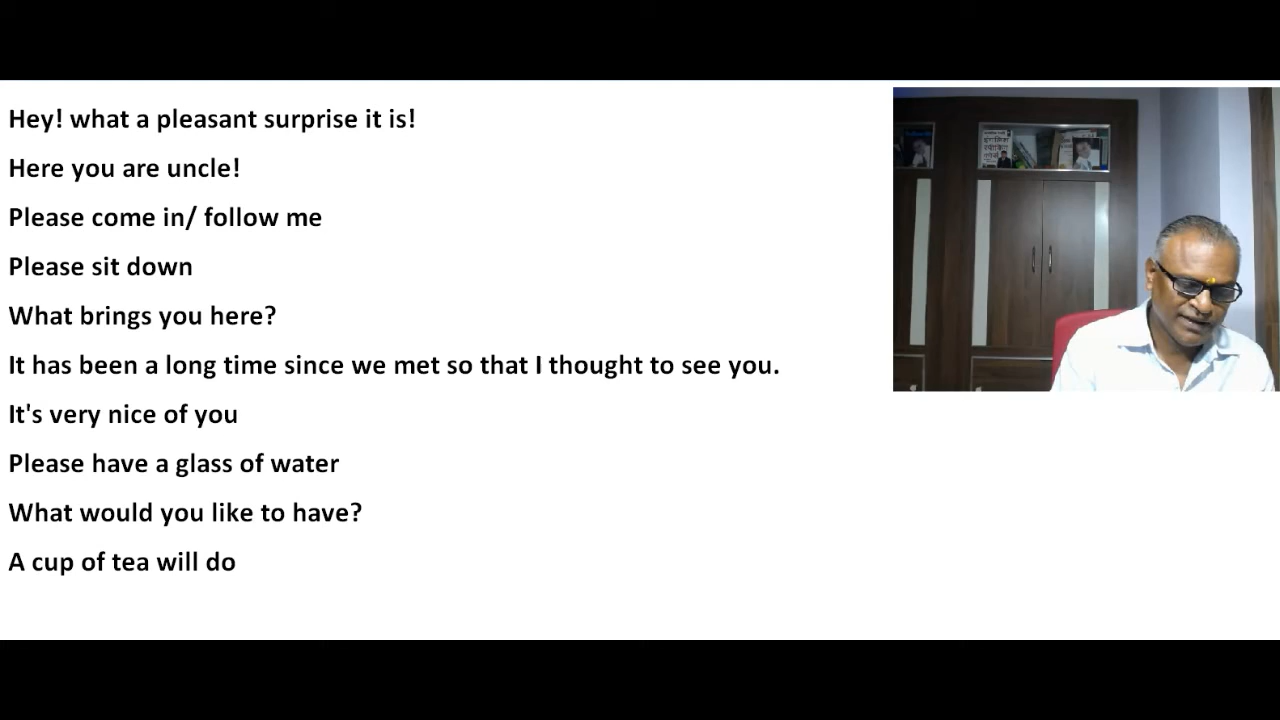 Hey! what a pleasant surprise it is!
Here you are uncle!
Please come in/ follow me
Please sit down
What brings you here?
It has been a long time since we met so that I thought to see you.
It's very nice of you
Please have a glass of water
What would you like to have?
A cup of tea will do